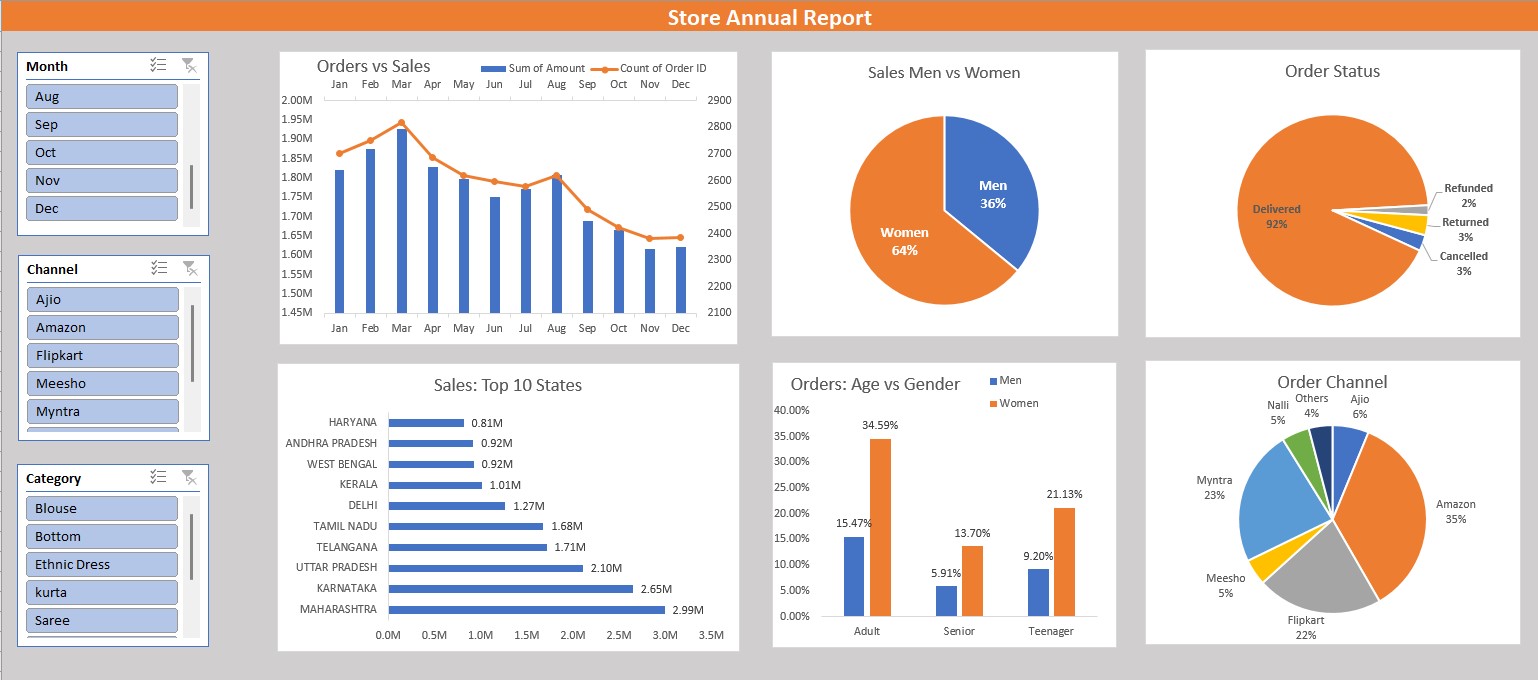 Store Annual Report
Month
Aug
Sep
Oct
Nov
Dec
Channel
Ajio
Amazon
Flipkart
Meesho
Myntra
Category
Blouse
Bottom
Ethnic Dress
kurta
Saree
Orders vs Sales
Sum of Amount Count of Order ID
Jan Feb Mar Apr May Jun Jul Aug Sep Oct Nov Dec
2.00M 2900
1.95M
1.90M 2800
1.85M 2700
1.80M 2600
1.75M
1.70M 2500
1.65M 2400
1.60M 2300
1.55M
1.50M 2200
1.45M 2100
Jan Feb Mar Apr May Jun Jul Aug Sep Oct Nov Dec
Sales Men vs Women
Men
36%
Women
64%
Order Status
Delivered
92%
Refunded
2%
Returned
3%
Cancelled
3%
Sales: Top 10 States
HARYANA 0.81M
ANDHRA PRADESH 0.92M
WEST BENGAL 0.92M
KERALA 1.01M
DELHI 1.27M
TAMIL NADU 1.68M
TELANGANA 1.71M
UTTAR PRADESH 2.10M
KARNATAKA 2.65M
MAHARASHTRA 2.99M
0.0M 0.5M 1.0M 1.5M 2.0M 2.5M 3.0M 3.5M
Orders: Age vs Gender
Men
Women
40.00%
35.00%
30.00%
25.00%
20.00%
15.00%
10.00%
5.00%
0.00%
15.47% 34.59%
5.91% 13.70%
9.20% 21.13%
Adult Senior Teenager
Order Channel
Nalli
5%
Others
4%
Ajio
6%
Myntra
23%
Amazon
35%
Meesho
5%
Flipkart
22%